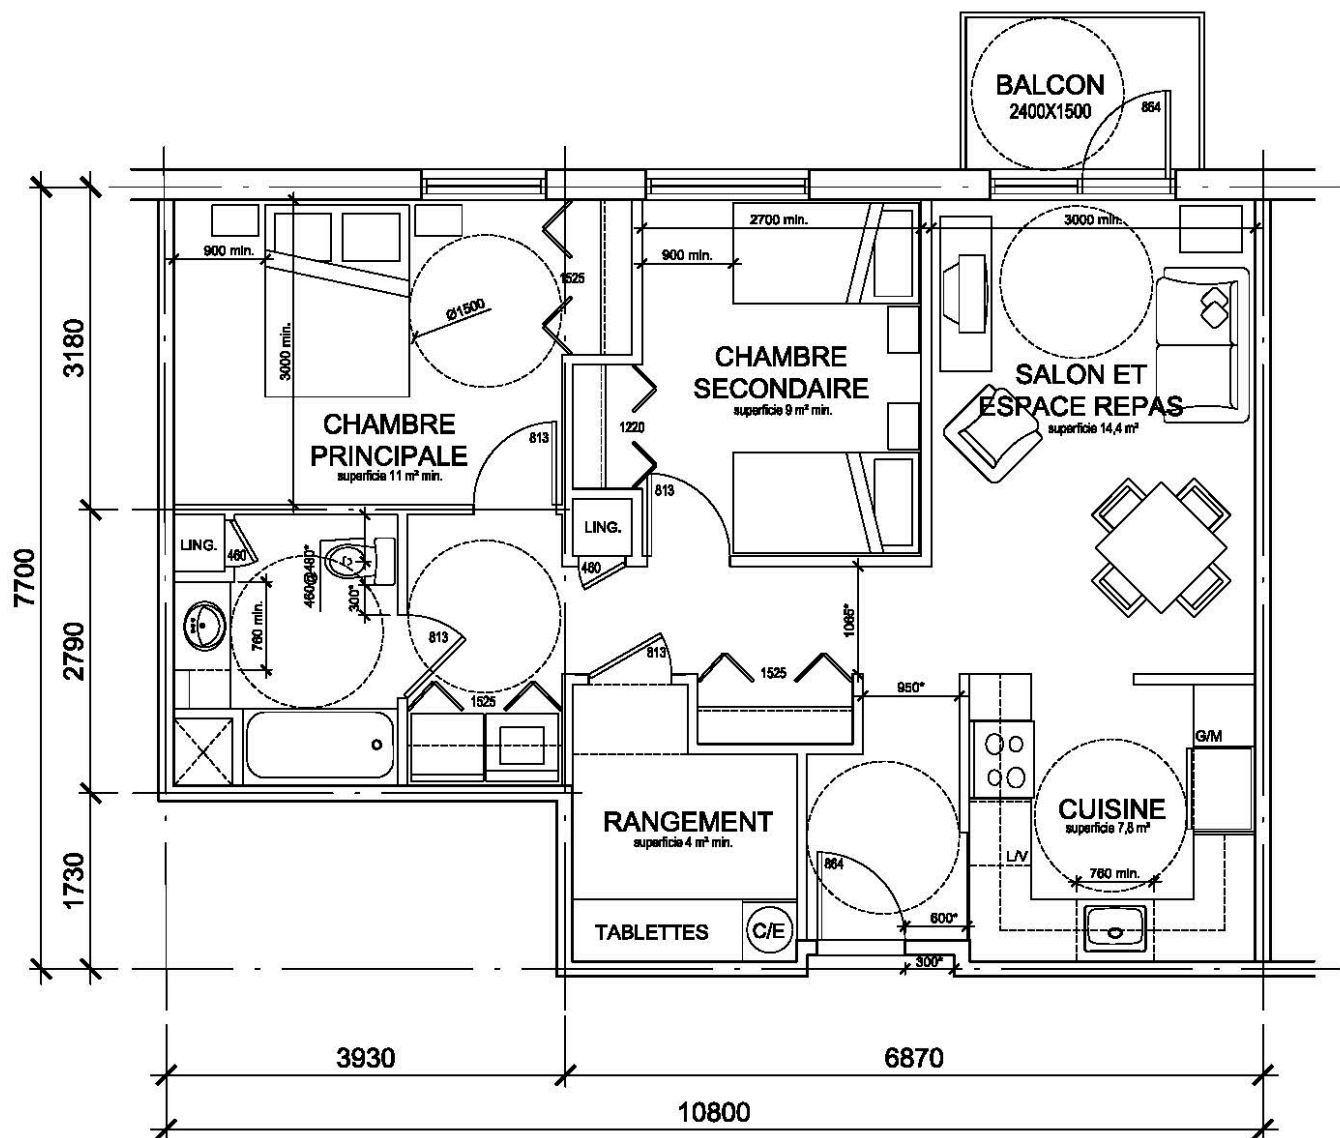 BALCON
2400X1500
864
900 min.
3000 min.
Ø1500
1525
CHAMBRE
PRINCIPALE
superficie 11 m² min.
813
2700 min.
900 min.
CHAMBRE
SECONDAIRE
superficie 9 m² min.
1220
813
3000 min.
SALON ET
ESPACE REPAS
superficie 14,4 m²
LING.
460
460@480*
300*
760 min.
813
1525
LING.
460
813
1525
1065*
950*
G/M
CUISINE
superficie 7,8 m²
L/V
760 min.
RANGEMENT
superficie 4 m² min.
TABLETTES
C/E
864
600*
300*
7700
3180
2790
1730
3930
6870
10800